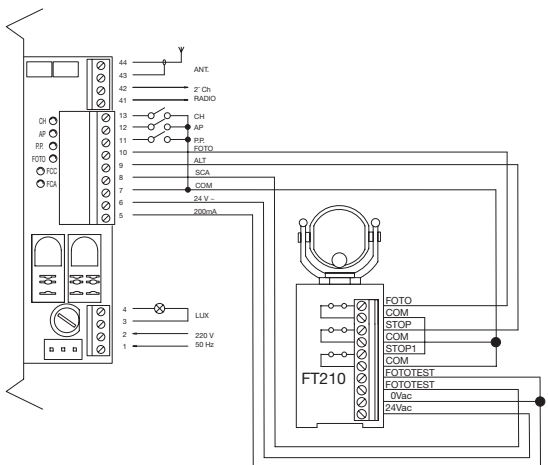 44
43 ANT.
42 2ˆ Ch
41 RADIO
CH 13 CH
AP 12 AP
P.P. 11 P.P.
FOTO 10 FOTO
FCC 9 ALT
FCA 8 SCA
7 COM
6 24 V ~
5 200mA
4
3 LUX
2 220 V
1 50 Hz
FT210
FOTO
COM
STOP
COM
STOP1
COM
FOTOTEST
FOTOTEST
0Vac
24Vac